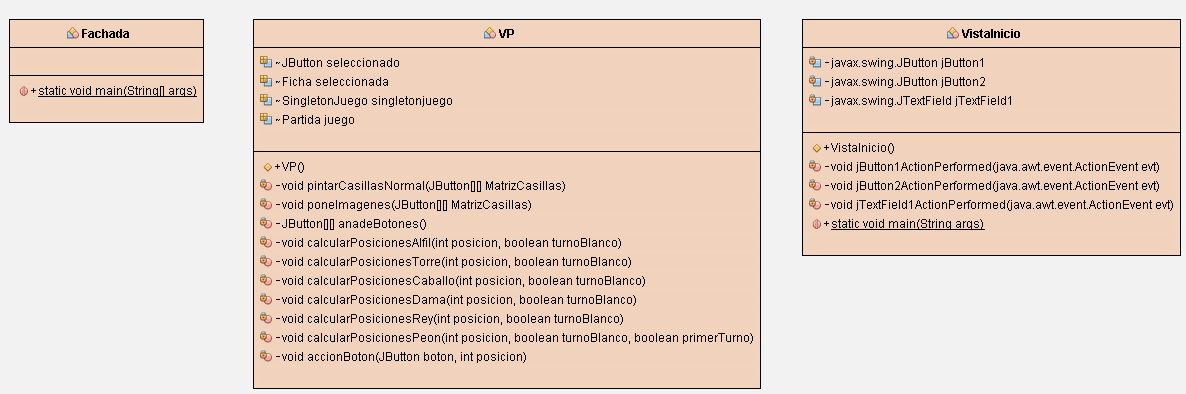 Fachada
+ static void main(String[] args)
VP
~ JButton seleccionado
~ Ficha seleccionada
~ SingletonJuego singletonjuego
~ Partida juego
+ VP()
- void pintarCasillasNormal(JButton[][] MatrizCasillas)
- void poneImagenes(JButton[][] MatrizCasillas)
- JButton[][] anadeBotones()
- void calcularPosicionesAlfil(int posicion, boolean turnoBlanco)
- void calcularPosicionesTorre(int posicion, boolean turnoBlanco)
- void calcularPosicionesCaballo(int posicion, boolean turnoBlanco)
- void calcularPosicionesDama(int posicion, boolean turnoBlanco)
- void calcularPosicionesRey(int posicion, boolean turnoBlanco)
- void calcularPosicionesPeon(int posicion, boolean turnoBlanco, boolean primerTurno)
- void accionBoton(JButton boton, int posicion)
VistaInicio
- javax.swing.JButton jButton1
- javax.swing.JButton jButton2
- javax.swing.JTextField jTextField1
+ VistaInicio()
- void jButton1ActionPerformed(java.awt.event.ActionEvent evt)
- void jButton2ActionPerformed(java.awt.event.ActionEvent evt)
- void jTextField1ActionPerformed(java.awt.event.ActionEvent evt)
+ static void main(String args)